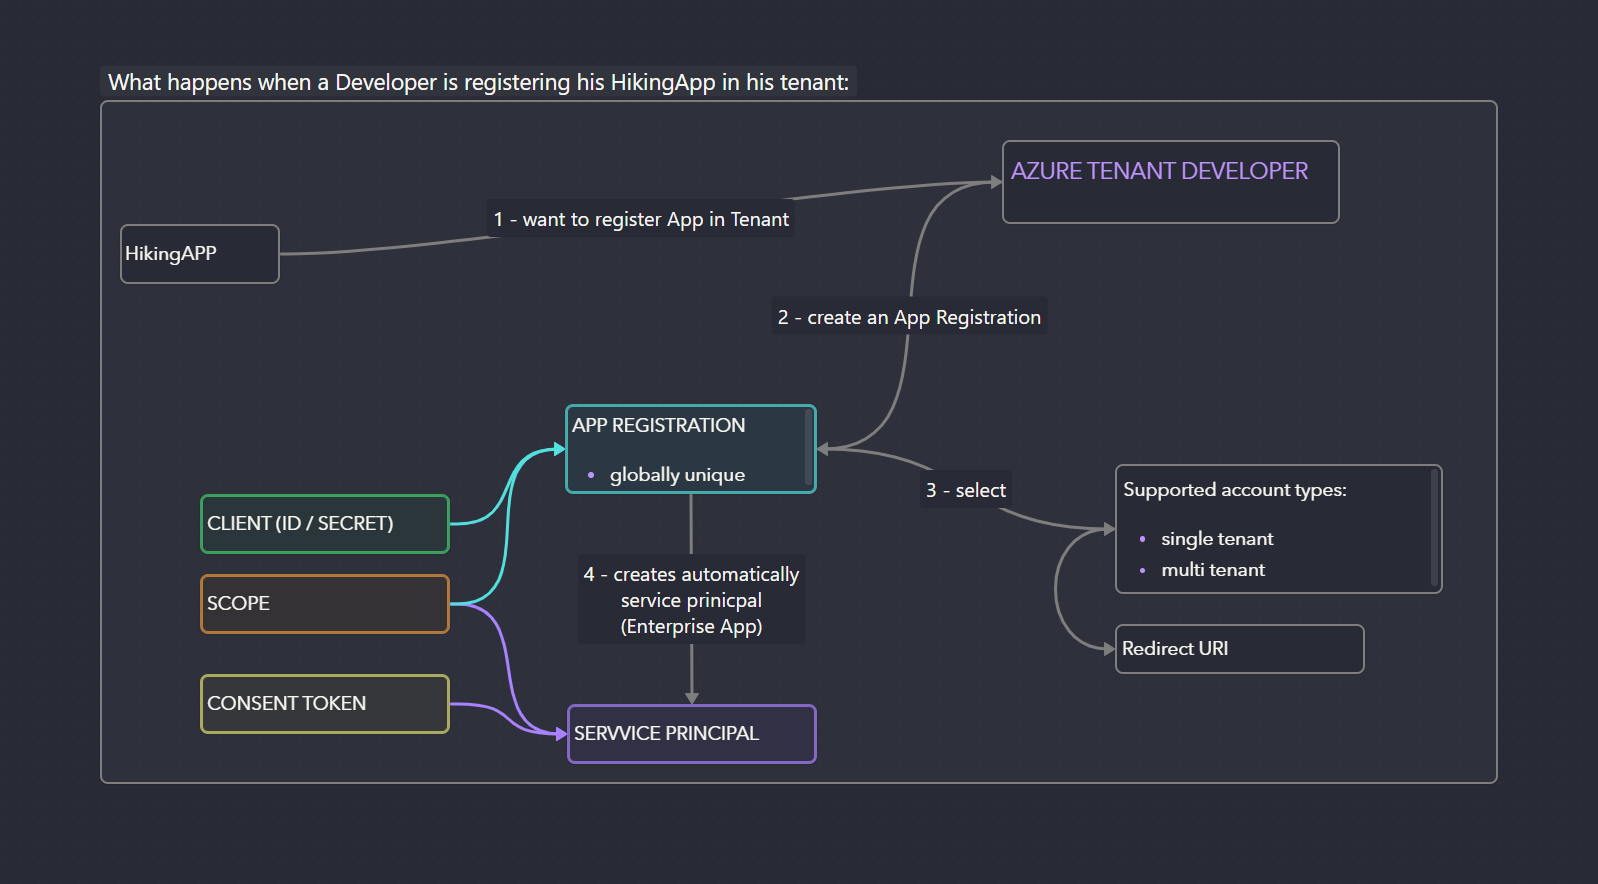 What happens when a Developer is registering his HikingApp in his tenant:
AZURE TENANT DEVELOPER
1 - want to register App in Tenant
HikingAPP
2 - create an App Registration
APP REGISTRATION
• globally unique
3 - select
Supported account types:
• single tenant
• multi tenant
CLIENT (ID / SECRET)
4 - creates automatically
service prinicpal
(Enterprise App)
SCOPE
Redirect URI
CONSENT TOKEN
SERVVICE PRINCIPAL